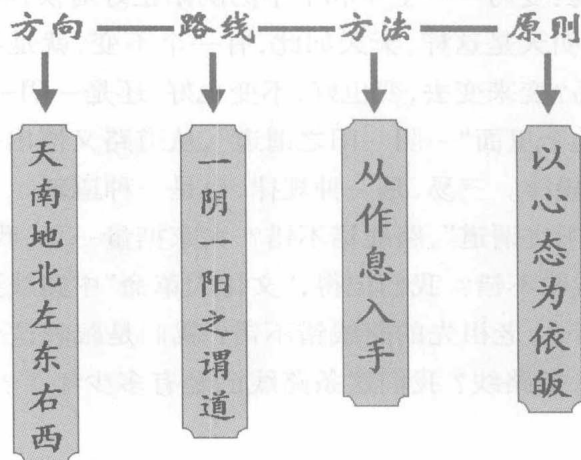 方向 路线 方法 原则
天南地北左东右西
一阴一阳之谓道
从作息入手
以心态为依皈